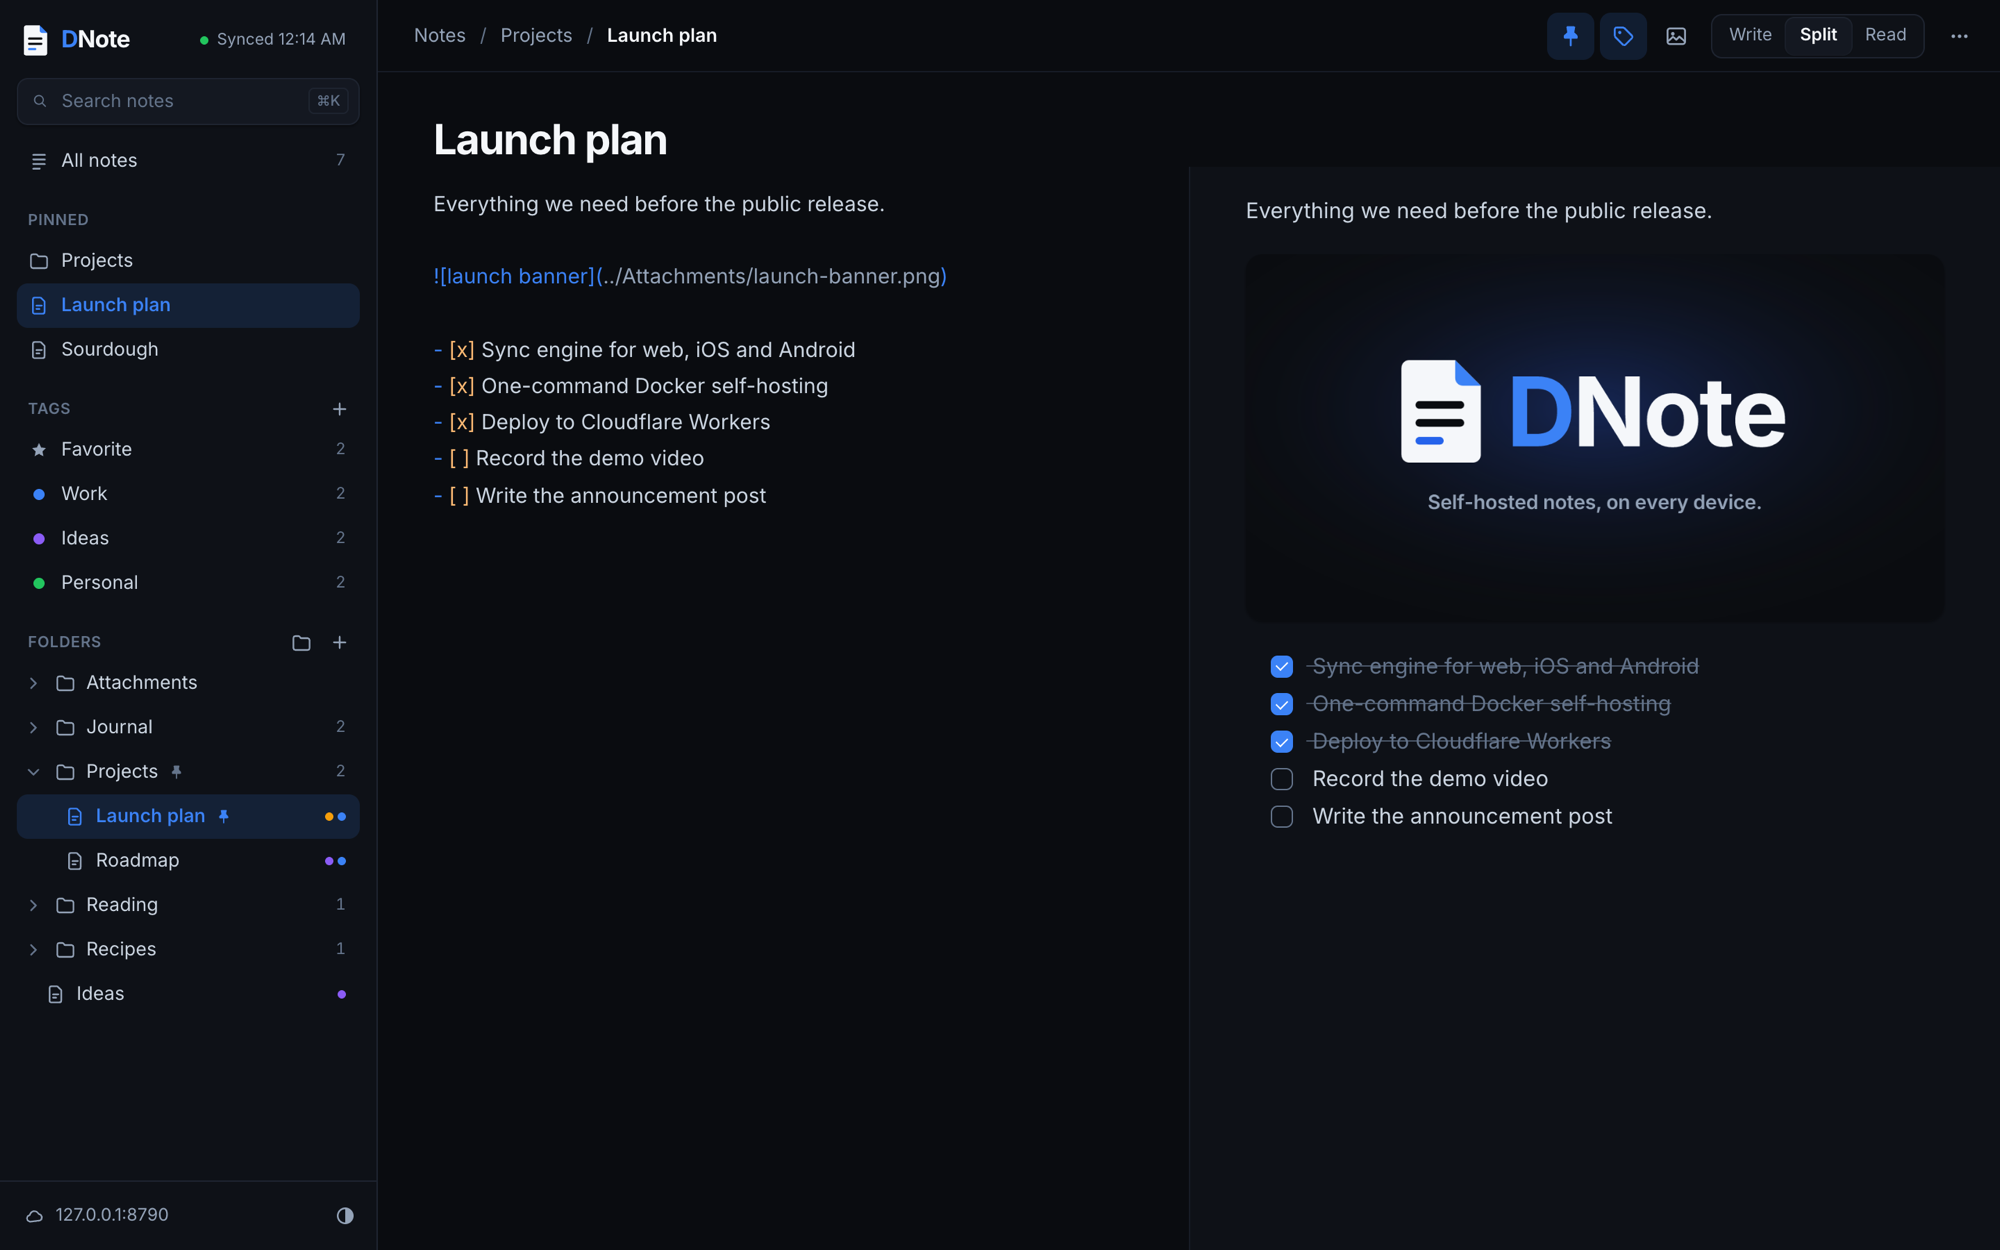 DNote
Synced 12:14 AM
Search notes ⌘K
All notes 7
PINNED
Projects
Launch plan
Sourdough
TAGS
Favorite 2
Work 2
Ideas 2
Personal 2
FOLDERS
Attachments
Journal 2
Projects 2
Launch plan
Roadmap
Reading 1
Recipes 1
Ideas
127.0.0.1:8790
Notes / Projects / Launch plan
Write Split Read
Launch plan
Everything we need before the public release.
![launch banner](../Attachments/launch-banner.png)
- [x] Sync engine for web, iOS and Android
- [x] One-command Docker self-hosting
- [x] Deploy to Cloudflare Workers
- [ ] Record the demo video
- [ ] Write the announcement post
Everything we need before the public release.
DNote
Self-hosted notes, on every device.
Sync engine for web, iOS and Android
One-command Docker self-hosting
Deploy to Cloudflare Workers
Record the demo video
Write the announcement post